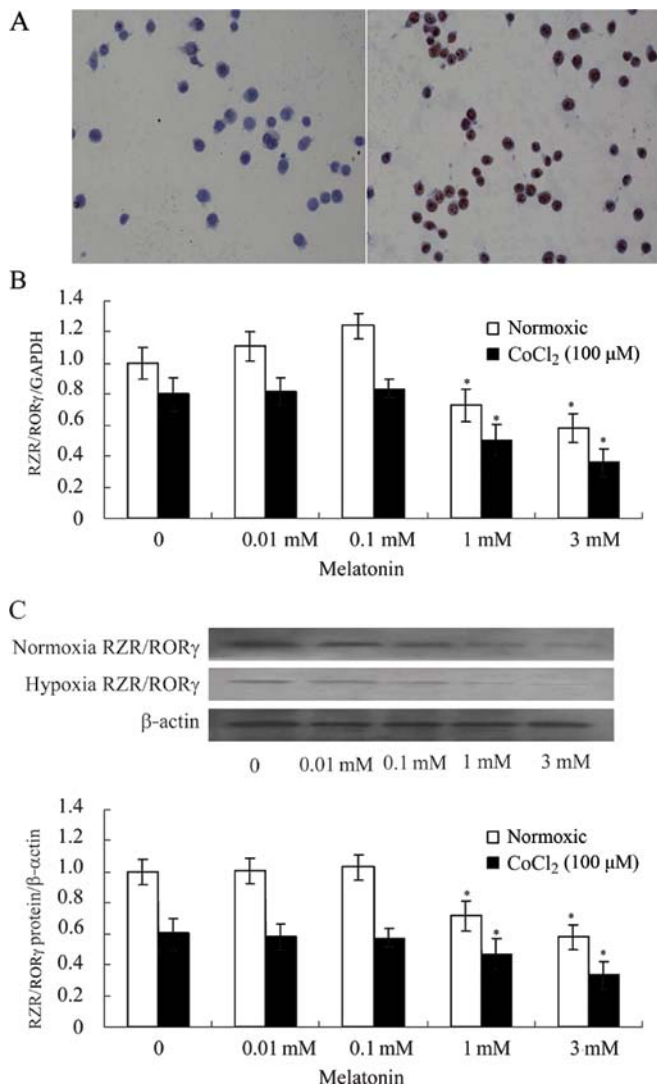 A
B
RZR/RORγ/GAPDH
1.4
1.2
1.0
0.8
0.6
0.4
0.2
0
Normoxic
CoCl₂ (100 μM)
* * * *
0 0.01 mM 0.1 mM 1 mM 3 mM
Melatonin
C
Normoxia RZR/RORγ
Hypoxia RZR/RORγ
β-actin
0 0.01 mM 0.1 mM 1 mM 3 mM
RZR/RORγ protein/β-αctin
1.4
1.2
1.0
0.8
0.6
0.4
0.2
0
Normoxic
CoCl₂ (100 μM)
* * * *
0 0.01 mM 0.1 mM 1 mM 3 mM
Melatonin